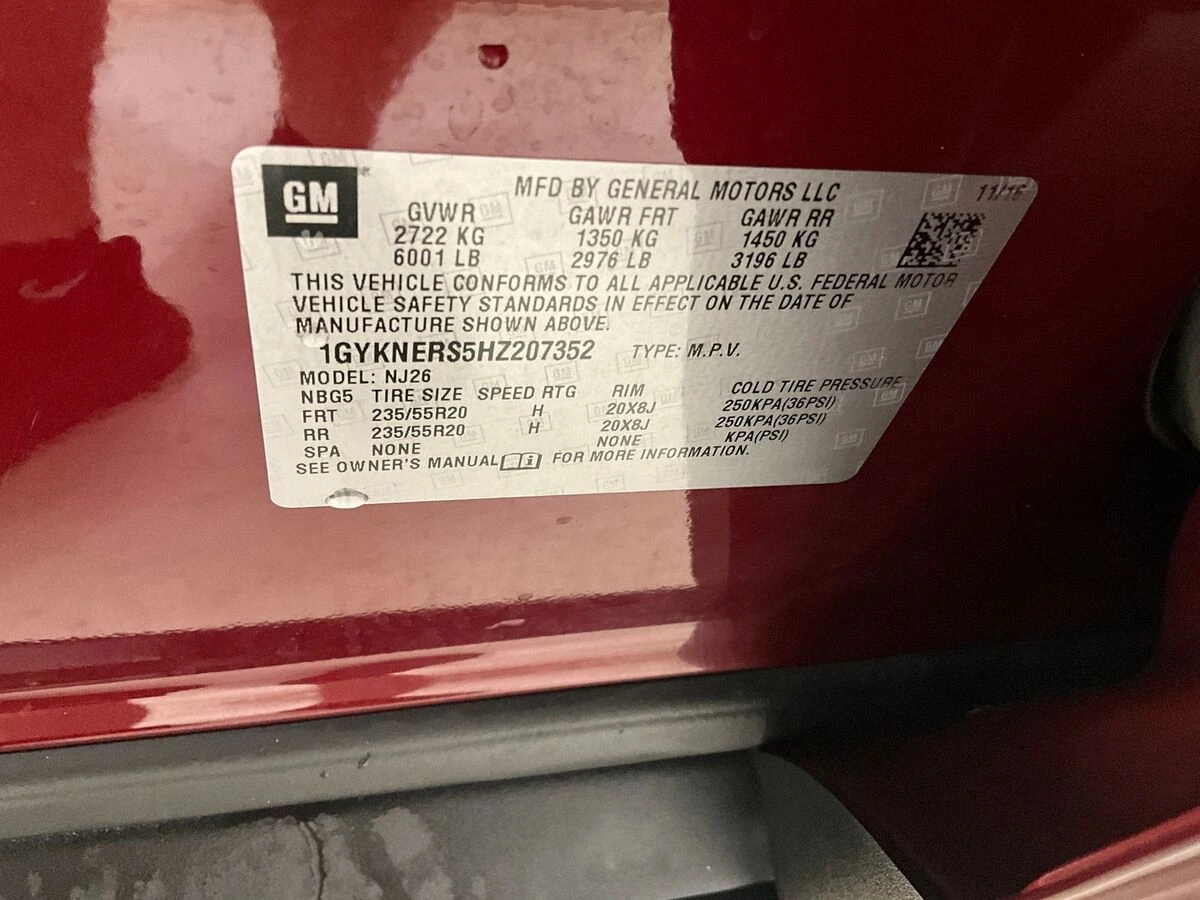 GM
MFD BY GENERAL MOTORS LLC 11/16
GVWR GAWR FRT GAWR RR
2722 KG 1350 KG 1450 KG
6001 LB 2976 LB 3196 LB
THIS VEHICLE CONFORMS TO ALL APPLICABLE U.S. FEDERAL MOTOR
VEHICLE SAFETY STANDARDS IN EFFECT ON THE DATE OF
MANUFACTURE SHOWN ABOVE.
1GYKNERS5HZ207352 TYPE: M.P.V.
MODEL: NJ26
NBG5 TIRE SIZE SPEED RTG RIM COLD TIRE PRESSURE
FRT 235/55R20 H 20X8J 250KPA(36PSI)
RR 235/55R20 H 20X8J 250KPA(36PSI)
SPA NONE NONE KPA(PSI)
SEE OWNER'S MANUAL FOR MORE INFORMATION.